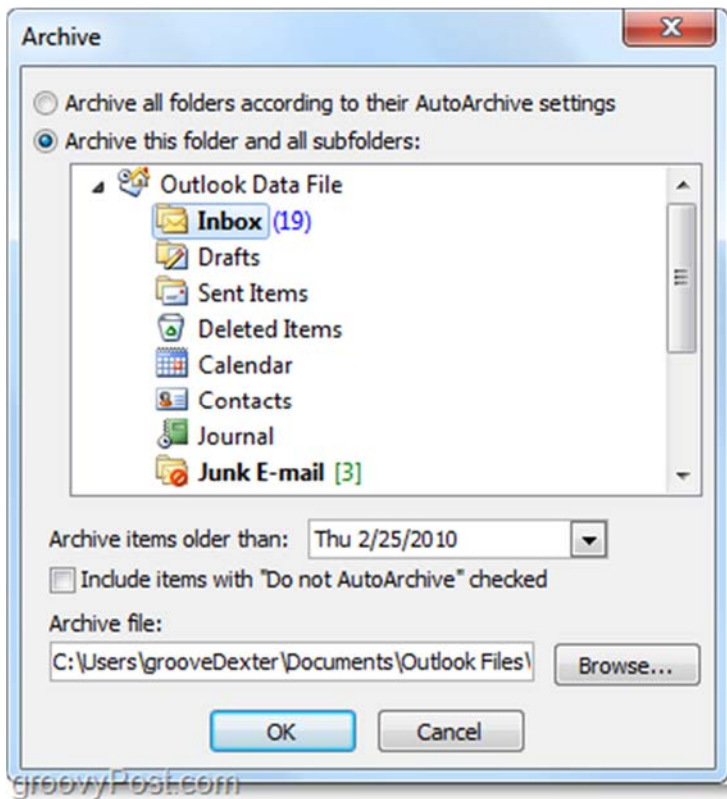 Archive
Archive all folders according to their AutoArchive settings
Archive this folder and all subfolders:
Outlook Data File
Inbox (19)
Drafts
Sent Items
Deleted Items
Calendar
Contacts
Journal
Junk E-mail [3]
Archive items older than: Thu 2/25/2010
Include items with "Do not AutoArchive" checked
Archive file:
C:\Users\grooveDexter\Documents\Outlook Files\ Browse...
OK Cancel
groovyPost.com